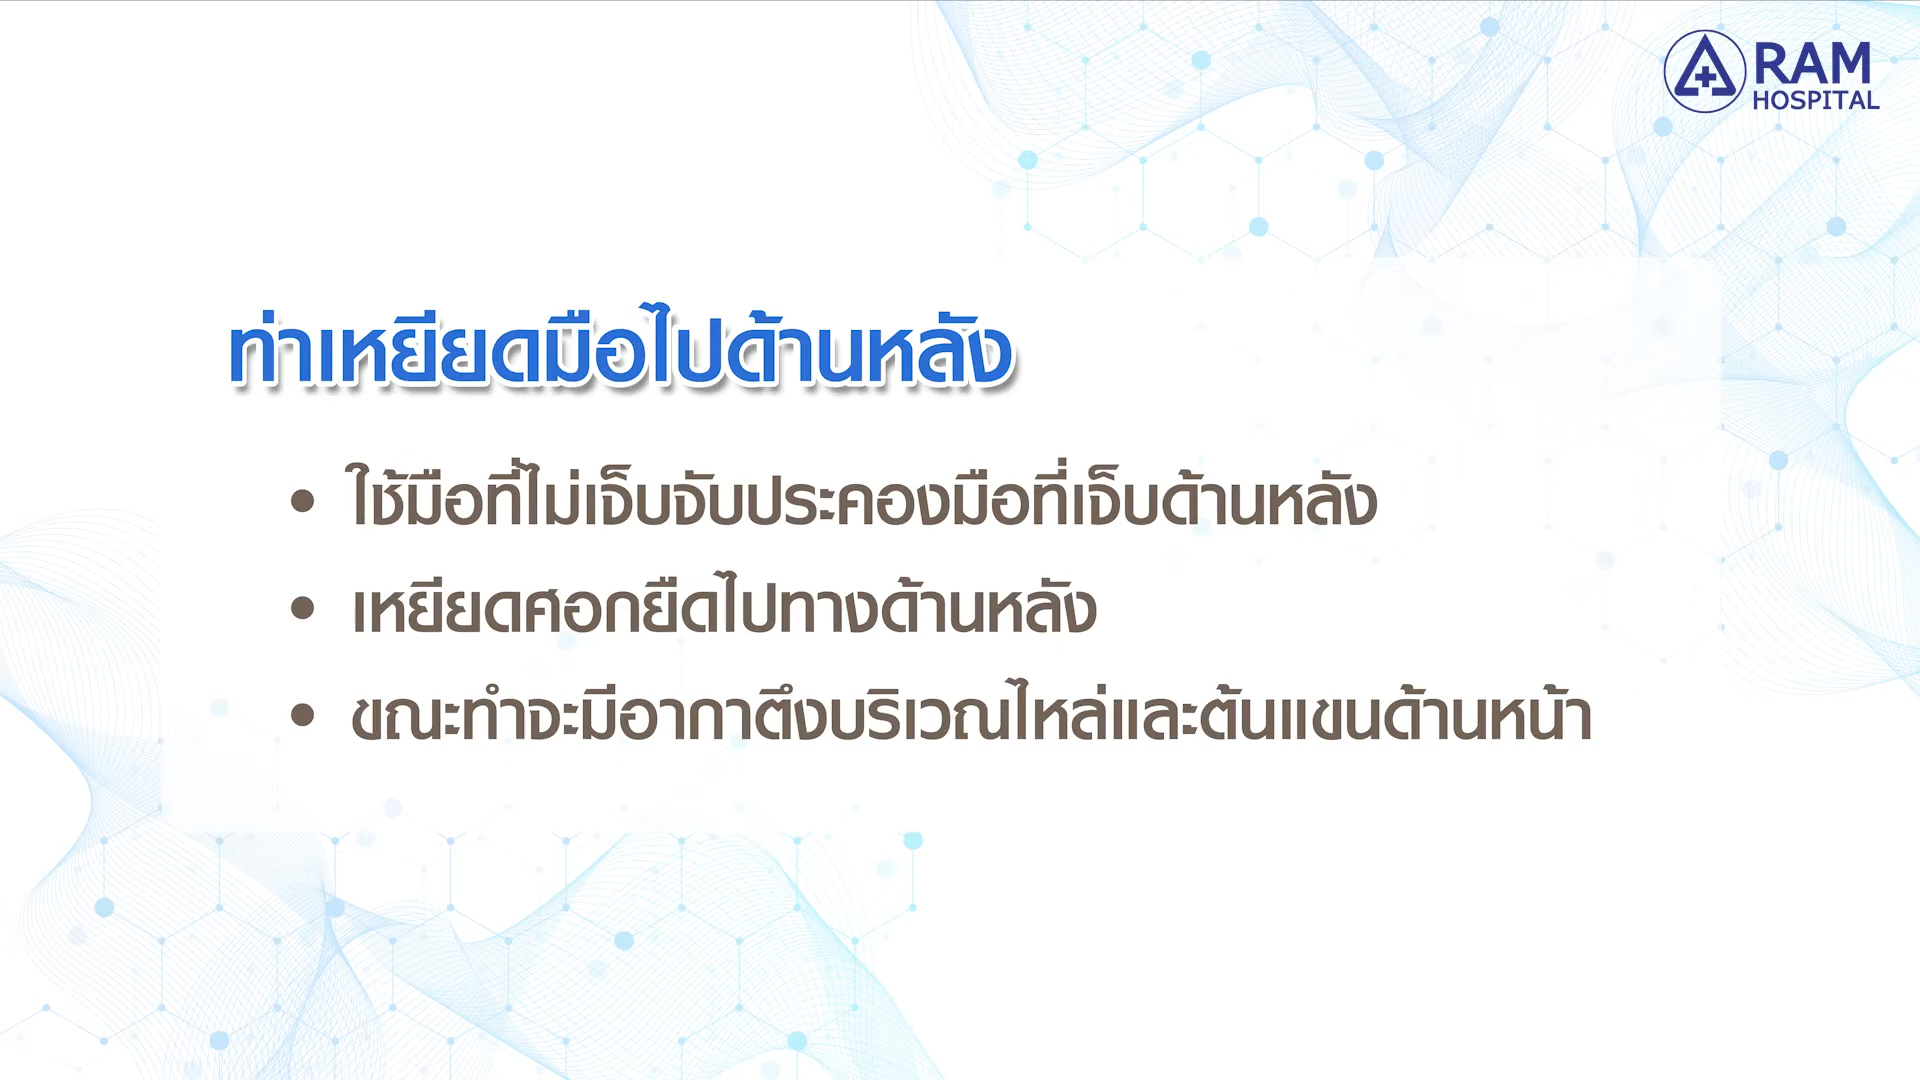 RAM
HOSPITAL
ท่าเหยียดมือไปด้านหลัง
• ใช้มือที่ไม่เจ็บจับประคองมือที่เจ็บด้านหลัง
• เหยียดศอกยืดไปทางด้านหลัง
• ขณะทำจะมีอากาตึงบริเวณไหล่และต้นแขนด้านหน้า